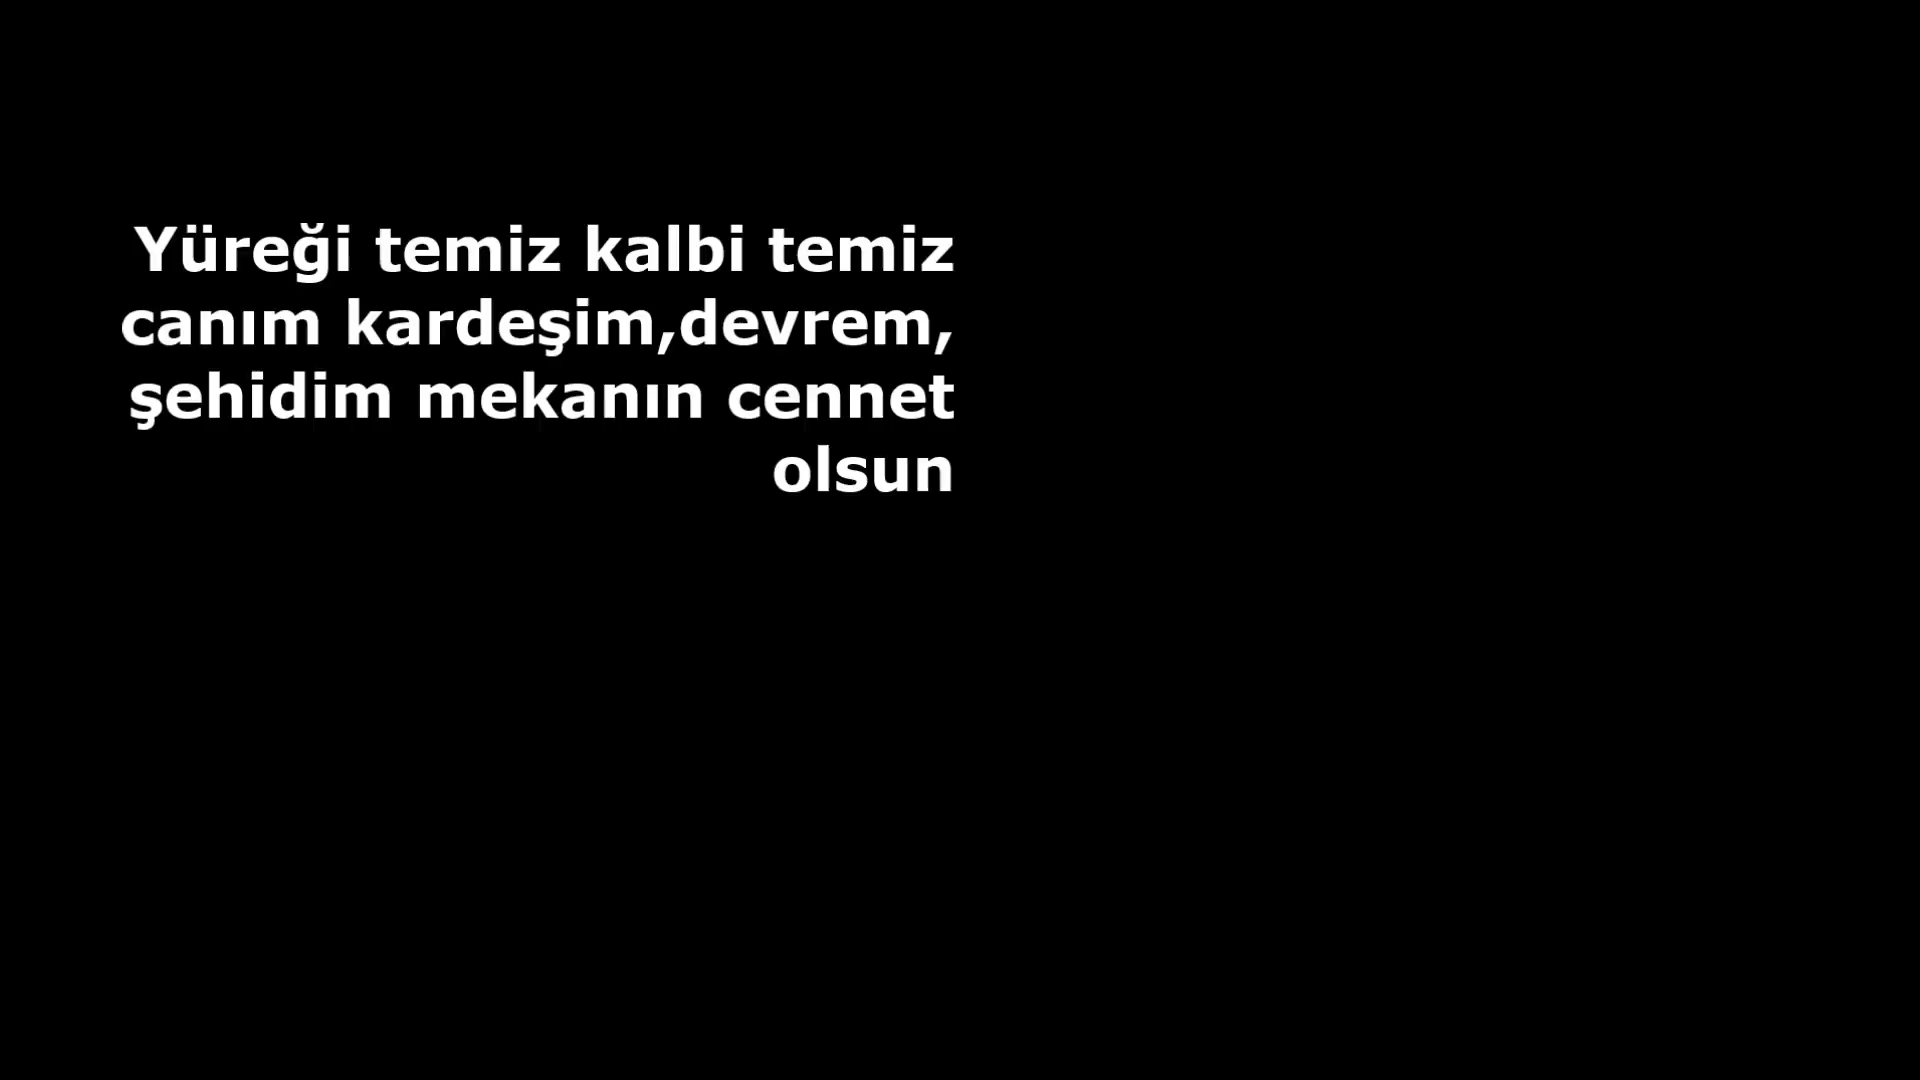 Yüreği temiz kalbi temiz
canım kardeşim,devrem,
şehidim mekanın cennet
olsun